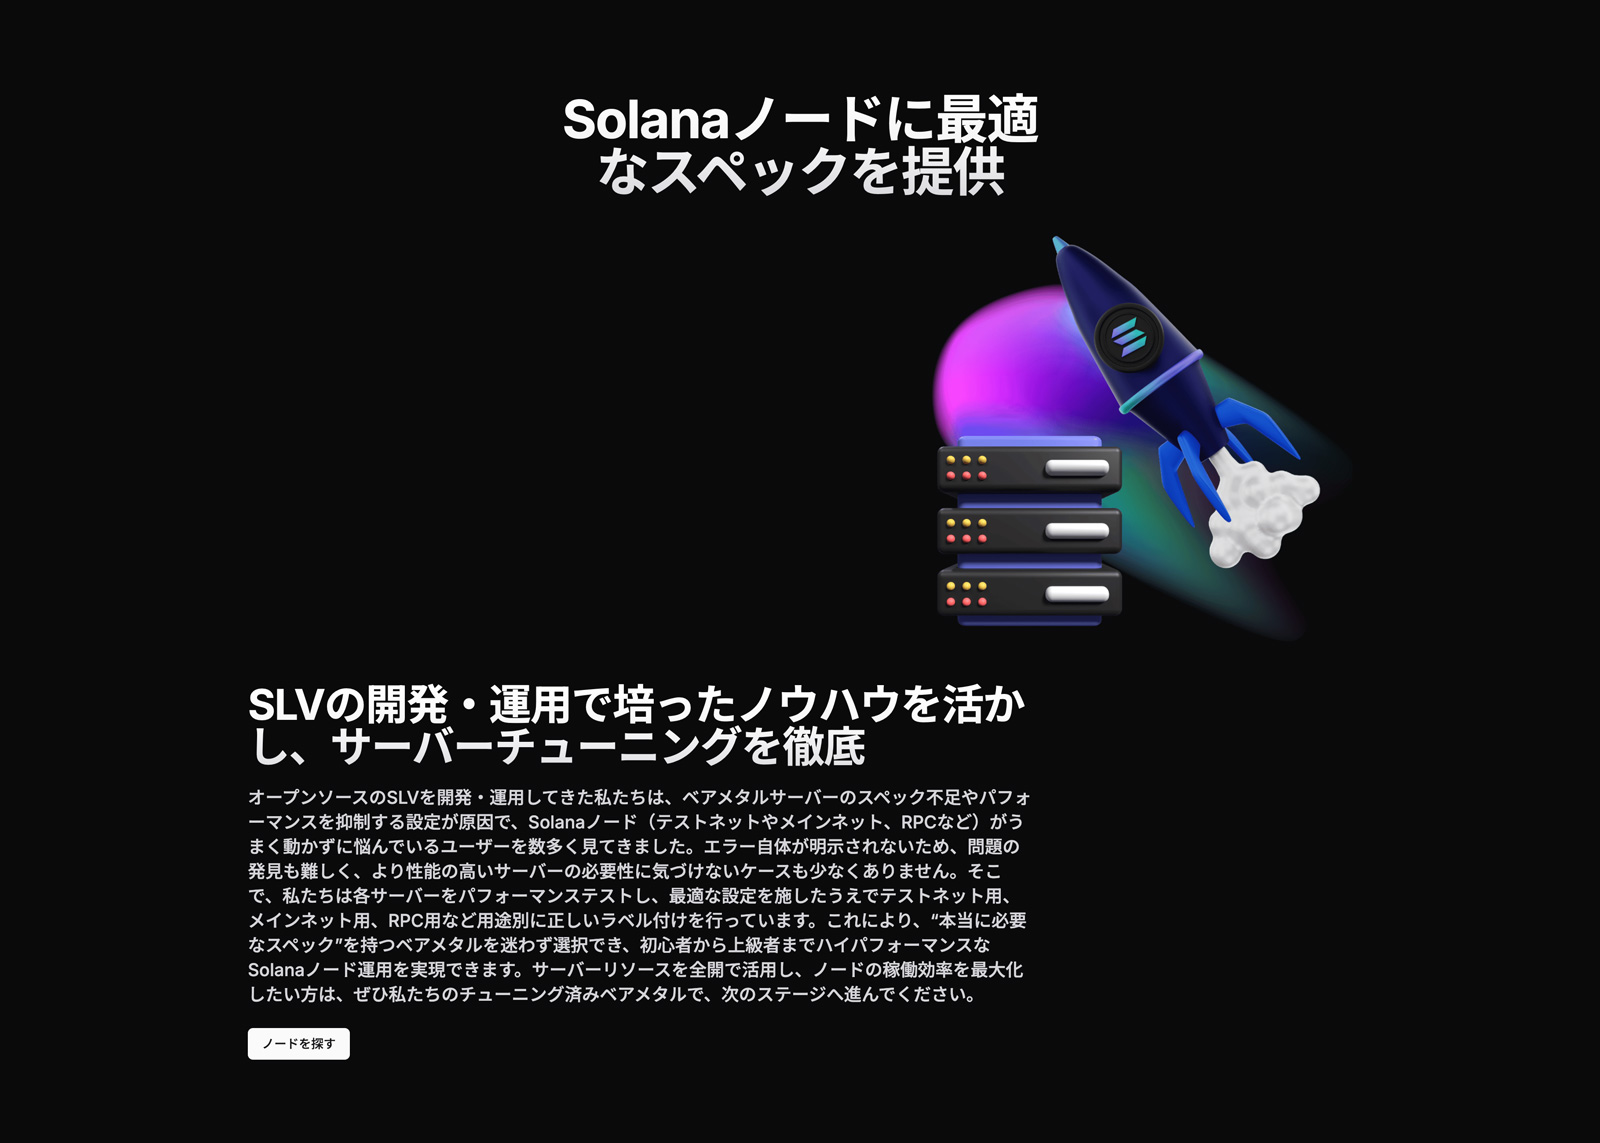 Solanaノードに最適
なスペックを提供
SLVの開発・運用で培ったノウハウを活か
し、サーバーチューニングを徹底
オープンソースのSLVを開発・運用してきた私たちは、ベアメタルサーバーのスペック不足やパフォ
ーマンスを抑制する設定が原因で、Solanaノード（テストネットやメインネット、RPCなど）がう
まく動かずに悩んでいるユーザーを数多く見てきました。エラー自体が明示されないため、問題の
発見も難しく、より性能の高いサーバーの必要性に気づけないケースも少なくありません。そこ
で、私たちは各サーバーをパフォーマンステストし、最適な設定を施したうえでテストネット用、
メインネット用、RPC用など用途別に正しいラベル付けを行っています。これにより、“本当に必要
なスペック”を持つベアメタルを迷わず選択でき、初心者から上級者までハイパフォーマンスな
Solanaノード運用を実現できます。サーバーリソースを全開で活用し、ノードの稼働効率を最大化
したい方は、ぜひ私たちのチューニング済みベアメタルで、次のステージへ進んでください。
ノードを探す